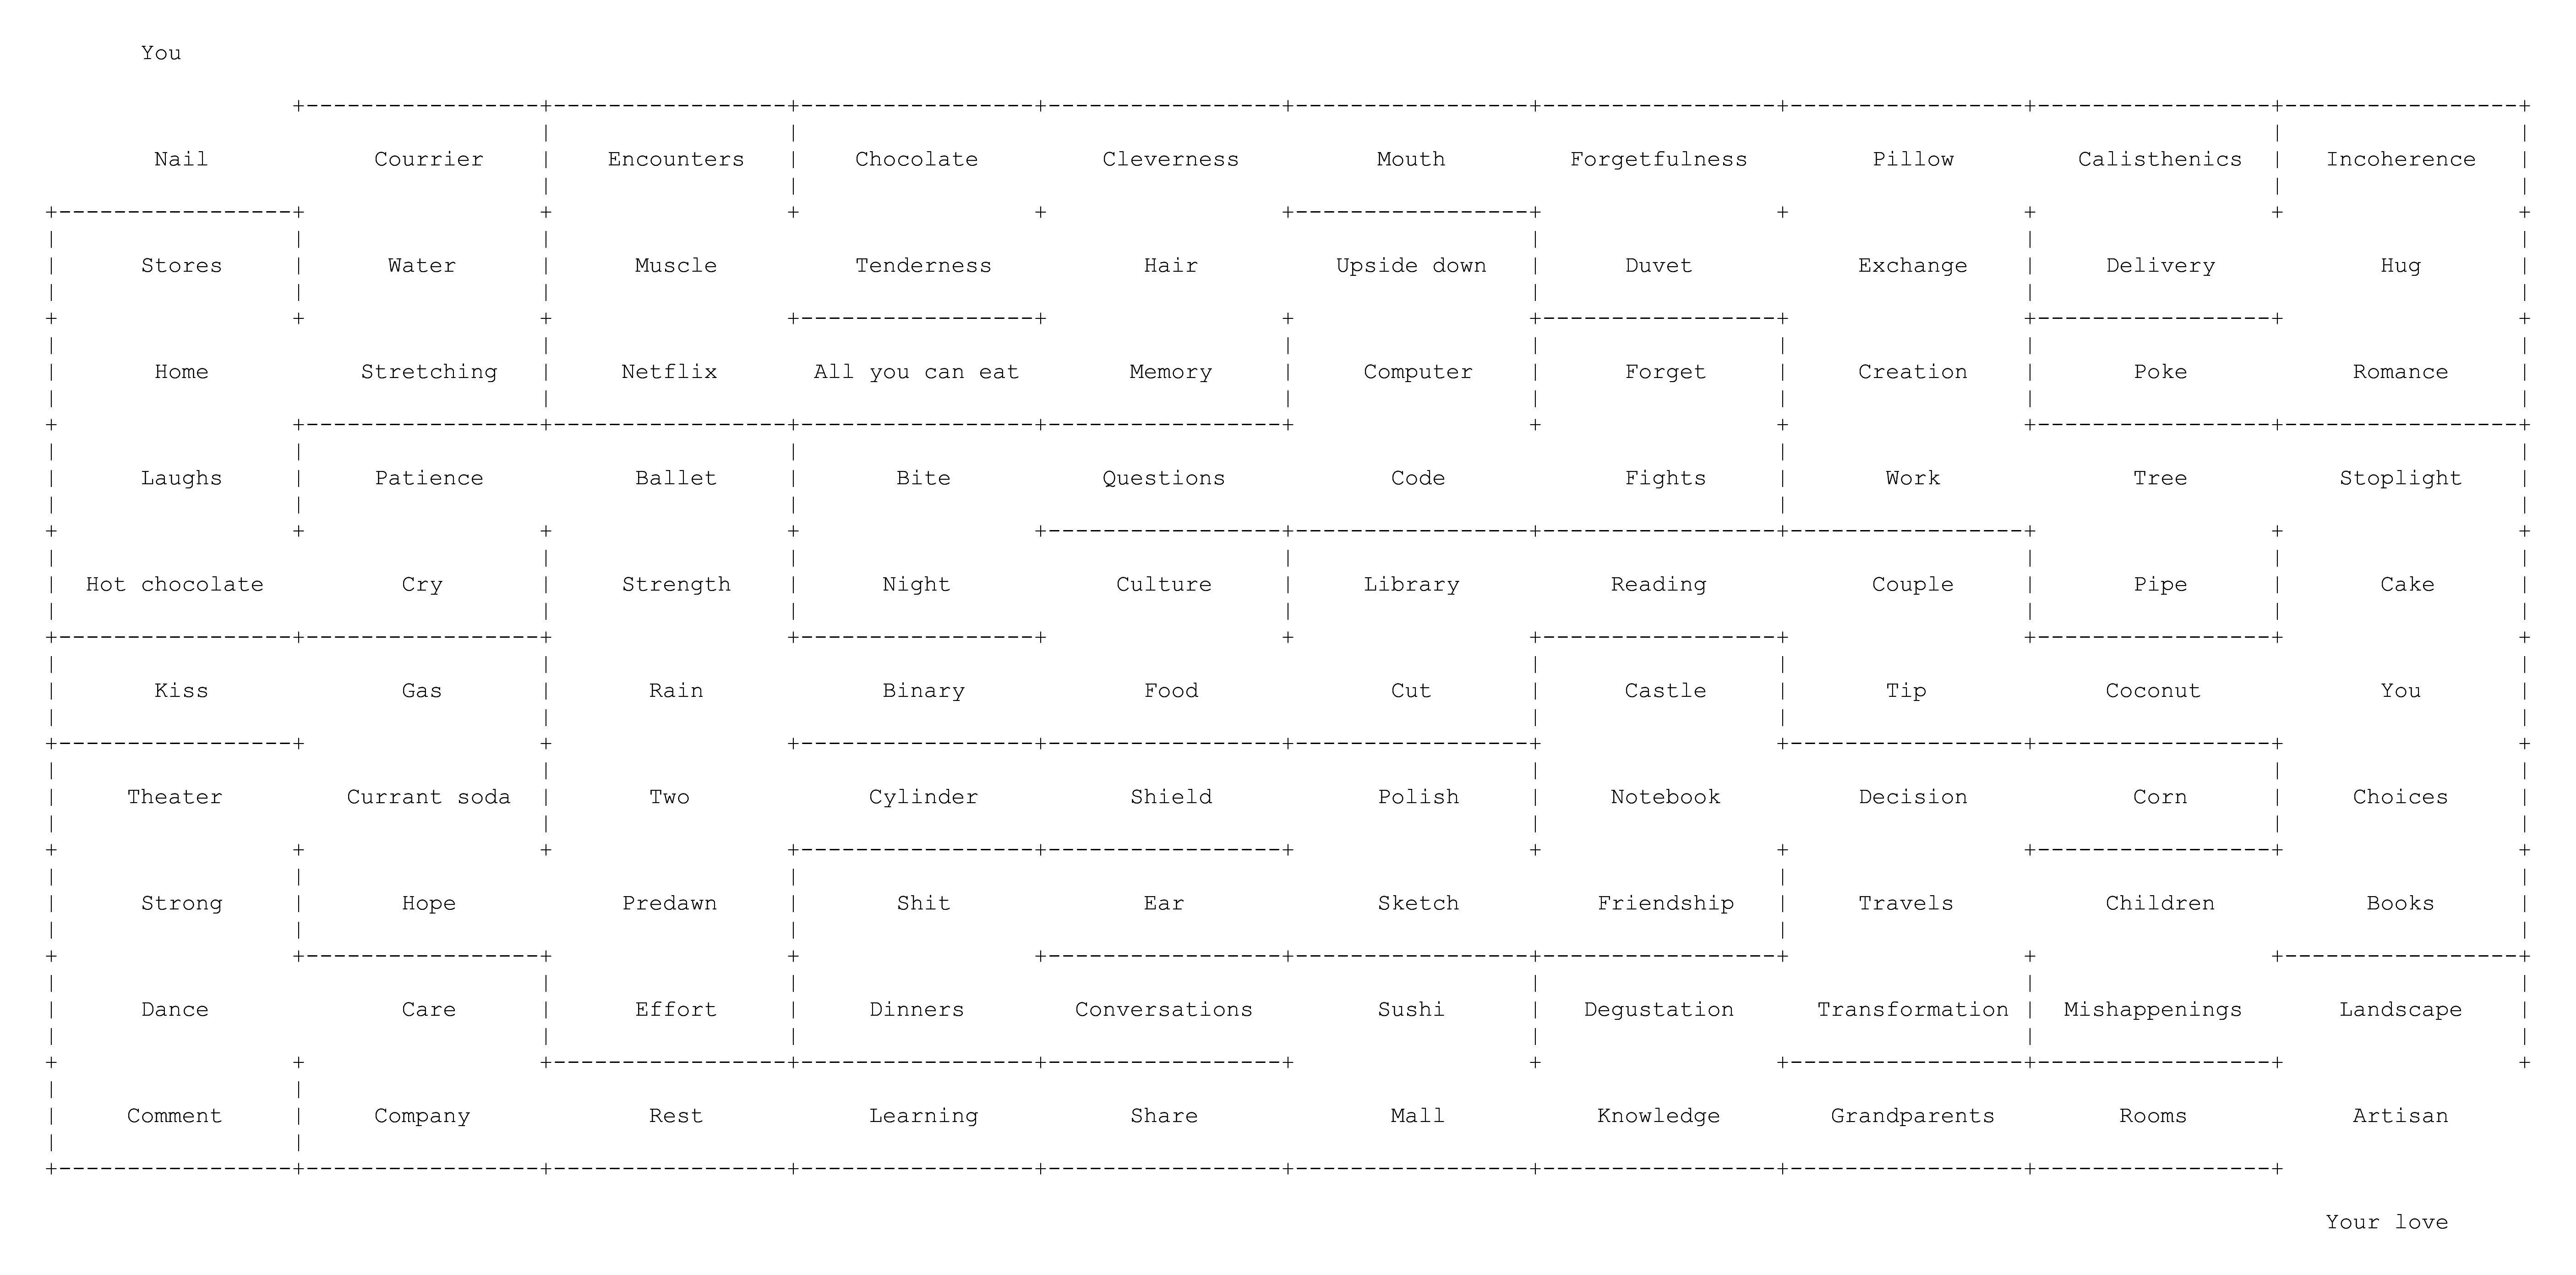 You
Nail Courrier Encounters Chocolate Cleverness Mouth Forgetfulness Pillow Calisthenics Incoherence
Stores Water Muscle Tenderness Hair Upside down Duvet Exchange Delivery Hug
Home Stretching Netflix All you can eat Memory Computer Forget Creation Poke Romance
Laughs Patience Ballet Bite Questions Code Fights Work Tree Stoplight
Hot chocolate Cry Strength Night Culture Library Reading Couple Pipe Cake
Kiss Gas Rain Binary Food Cut Castle Tip Coconut You
Theater Currant soda Two Cylinder Shield Polish Notebook Decision Corn Choices
Strong Hope Predawn Shit Ear Sketch Friendship Travels Children Books
Dance Care Effort Dinners Conversations Sushi Degustation Transformation Mishappenings Landscape
Comment Company Rest Learning Share Mall Knowledge Grandparents Rooms Artisan
Your love